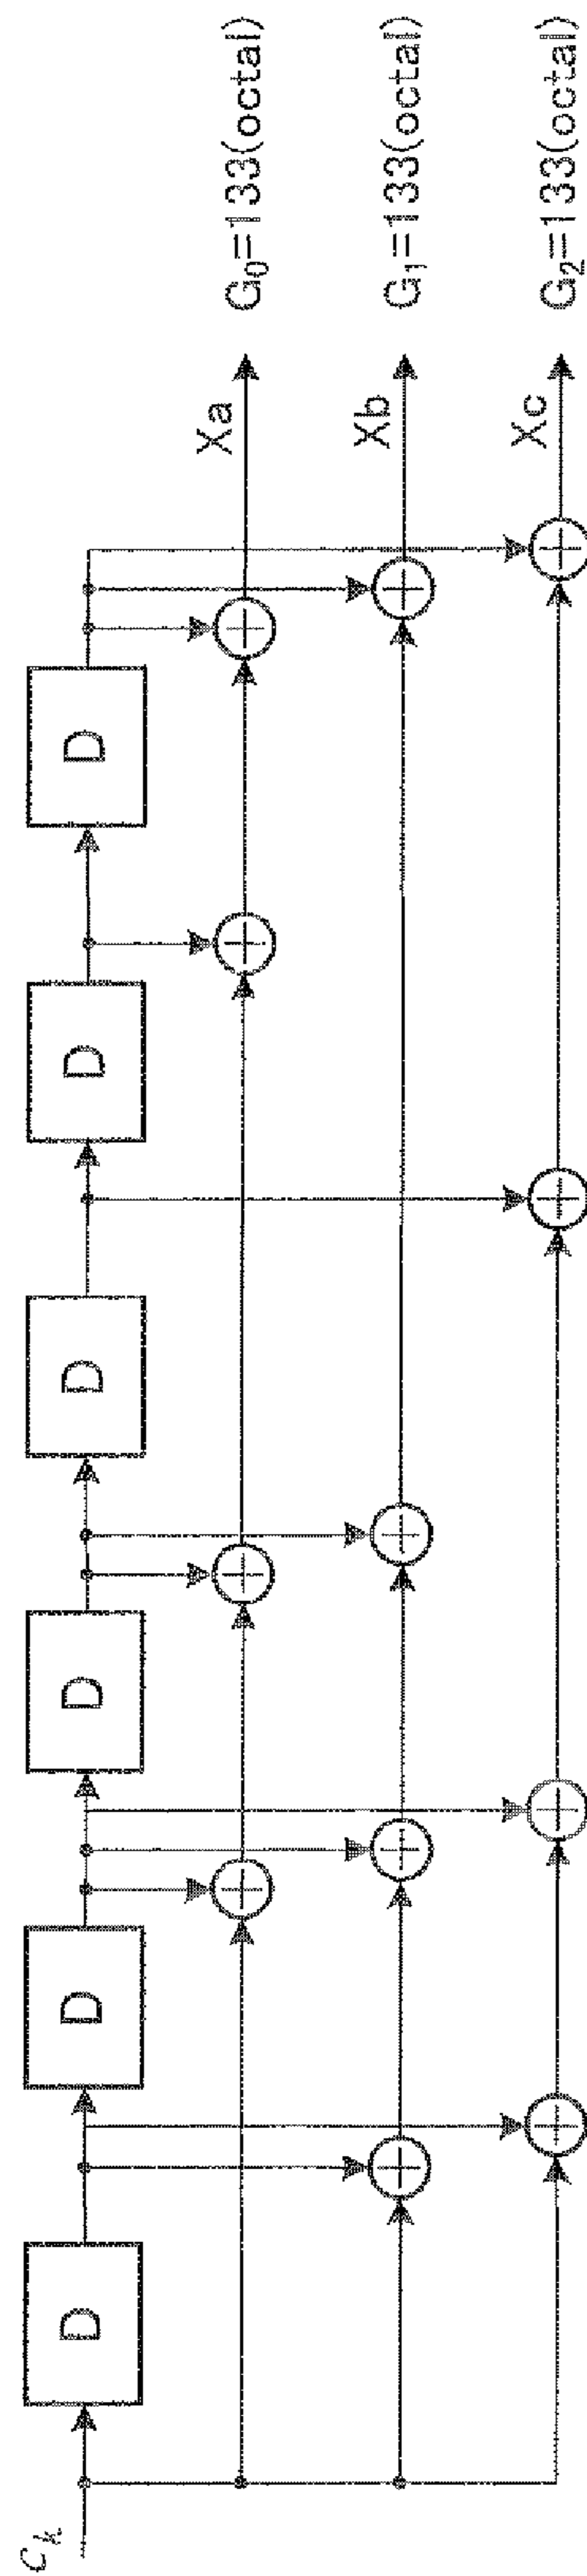 c_k
D
D
D
D
D
D
Xa
G₀=133(octal)
Xb
G₁=133(octal)
Xc
G₂=133(octal)